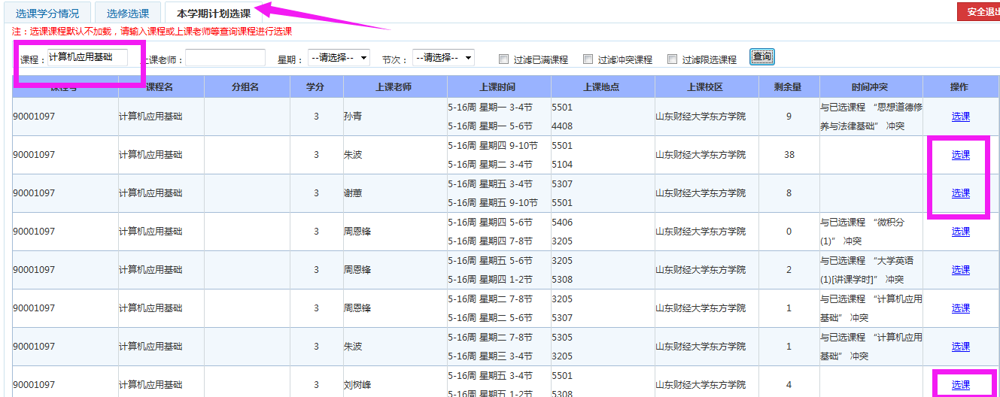 选课学分情况 选修选课 本学期计划选课 安全退出
注：选课课程默认不加载，请输入课程或上课老师等查询课程进行选课
课程： 计算机应用基础 上课老师： 星期： --请选择-- 节次： --请选择-- 过滤已满课程 过滤冲突课程 过滤限选课程 查询
课程号 课程名 分组名 学分 上课老师 上课时间 上课地点 上课校区 剩余量 时间冲突 操作
5-16周 星期一 3-4节 5501 与已选课程 “思想道德修
90001097 计算机应用基础 3 孙青 山东财经大学东方学院 9 选课
5-16周 星期一 5-6节 4408 养与法律基础” 冲突
5-16周 星期四 9-10节 5501
90001097 计算机应用基础 3 朱波 山东财经大学东方学院 38 选课
5-16周 星期二 3-4节 5104
5-16周 星期五 3-4节 5307
90001097 计算机应用基础 3 谢蕙 山东财经大学东方学院 8 选课
5-16周 星期五 9-10节 5501
5-16周 星期四 5-6节 5406 与已选课程 “微积分
90001097 计算机应用基础 3 周恩锋 山东财经大学东方学院 0 选课
5-16周 星期四 7-8节 3205 (1)” 冲突
5-16周 星期五 5-6节 3205 与已选课程 “大学英语
90001097 计算机应用基础 3 周恩锋 山东财经大学东方学院 2 选课
5-16周 星期四 1-2节 5308 (1)[讲课学时]” 冲突
5-16周 星期二 7-8节 3205 与已选课程 “计算机应用
90001097 计算机应用基础 3 周恩锋 山东财经大学东方学院 1 选课
5-16周 星期二 5-6节 5307 基础” 冲突
5-16周 星期二 7-8节 5305 与已选课程 “计算机应用
90001097 计算机应用基础 3 朱波 山东财经大学东方学院 1 选课
5-16周 星期三 3-4节 3205 基础” 冲突
5-16周 星期五 3-4节 5501
90001097 计算机应用基础 3 刘树峰 山东财经大学东方学院 4 选课
5-16周 星期五 1-2节 5308